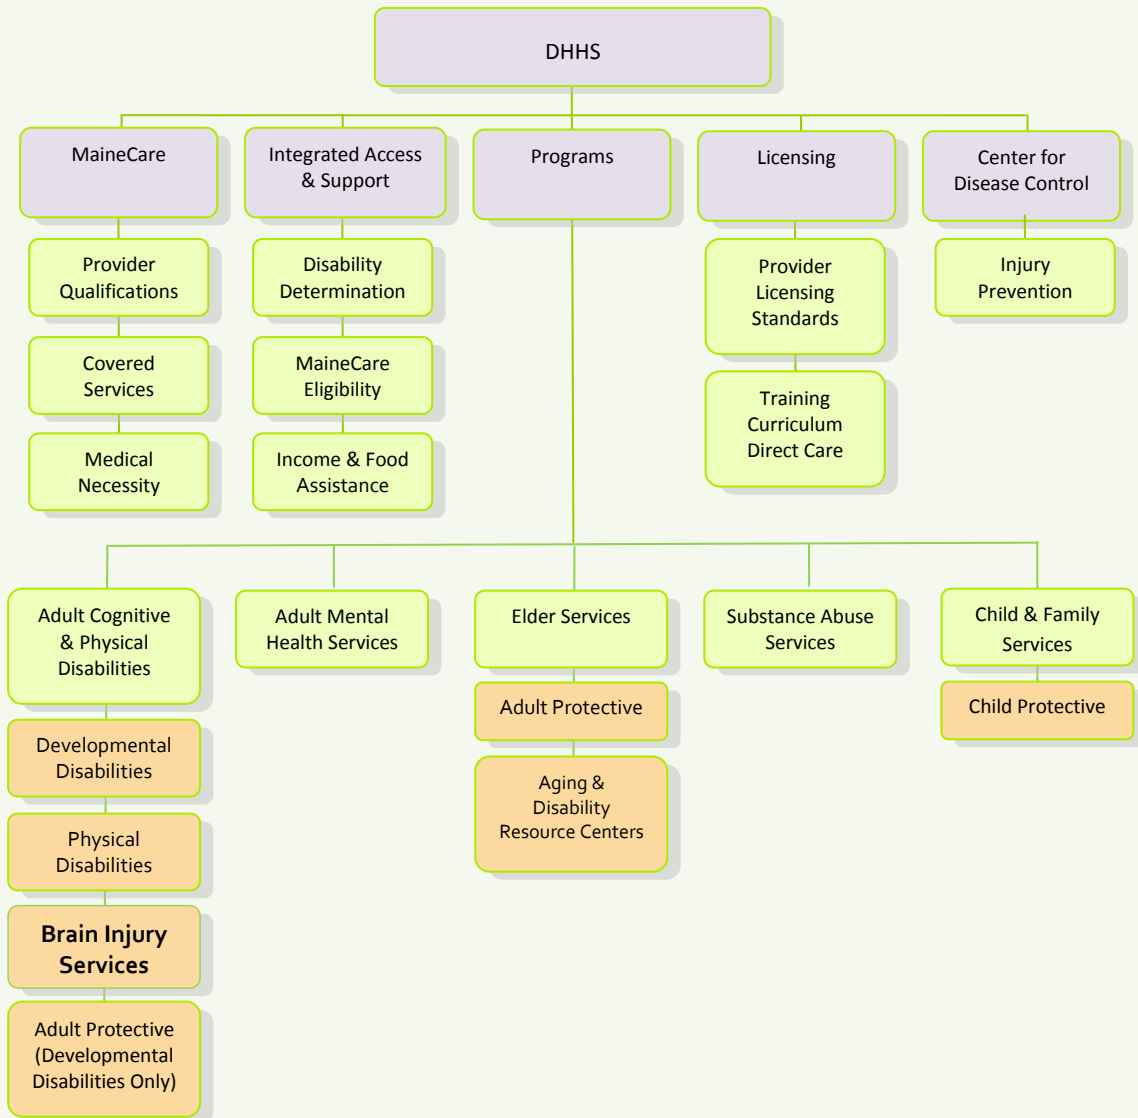 DHHS
MaineCare
Integrated Access
& Support
Programs
Licensing
Center for
Disease Control
Provider
Qualifications
Covered
Services
Medical
Necessity
Disability
Determination
MaineCare
Eligibility
Income & Food
Assistance
Provider
Licensing
Standards
Training
Curriculum
Direct Care
Injury
Prevention
Adult Cognitive
& Physical
Disabilities
Developmental
Disabilities
Physical
Disabilities
Brain Injury
Services
Adult Protective
(Developmental
Disabilities Only)
Adult Mental
Health Services
Elder Services
Adult Protective
Aging &
Disability
Resource Centers
Substance Abuse
Services
Child & Family
Services
Child Protective